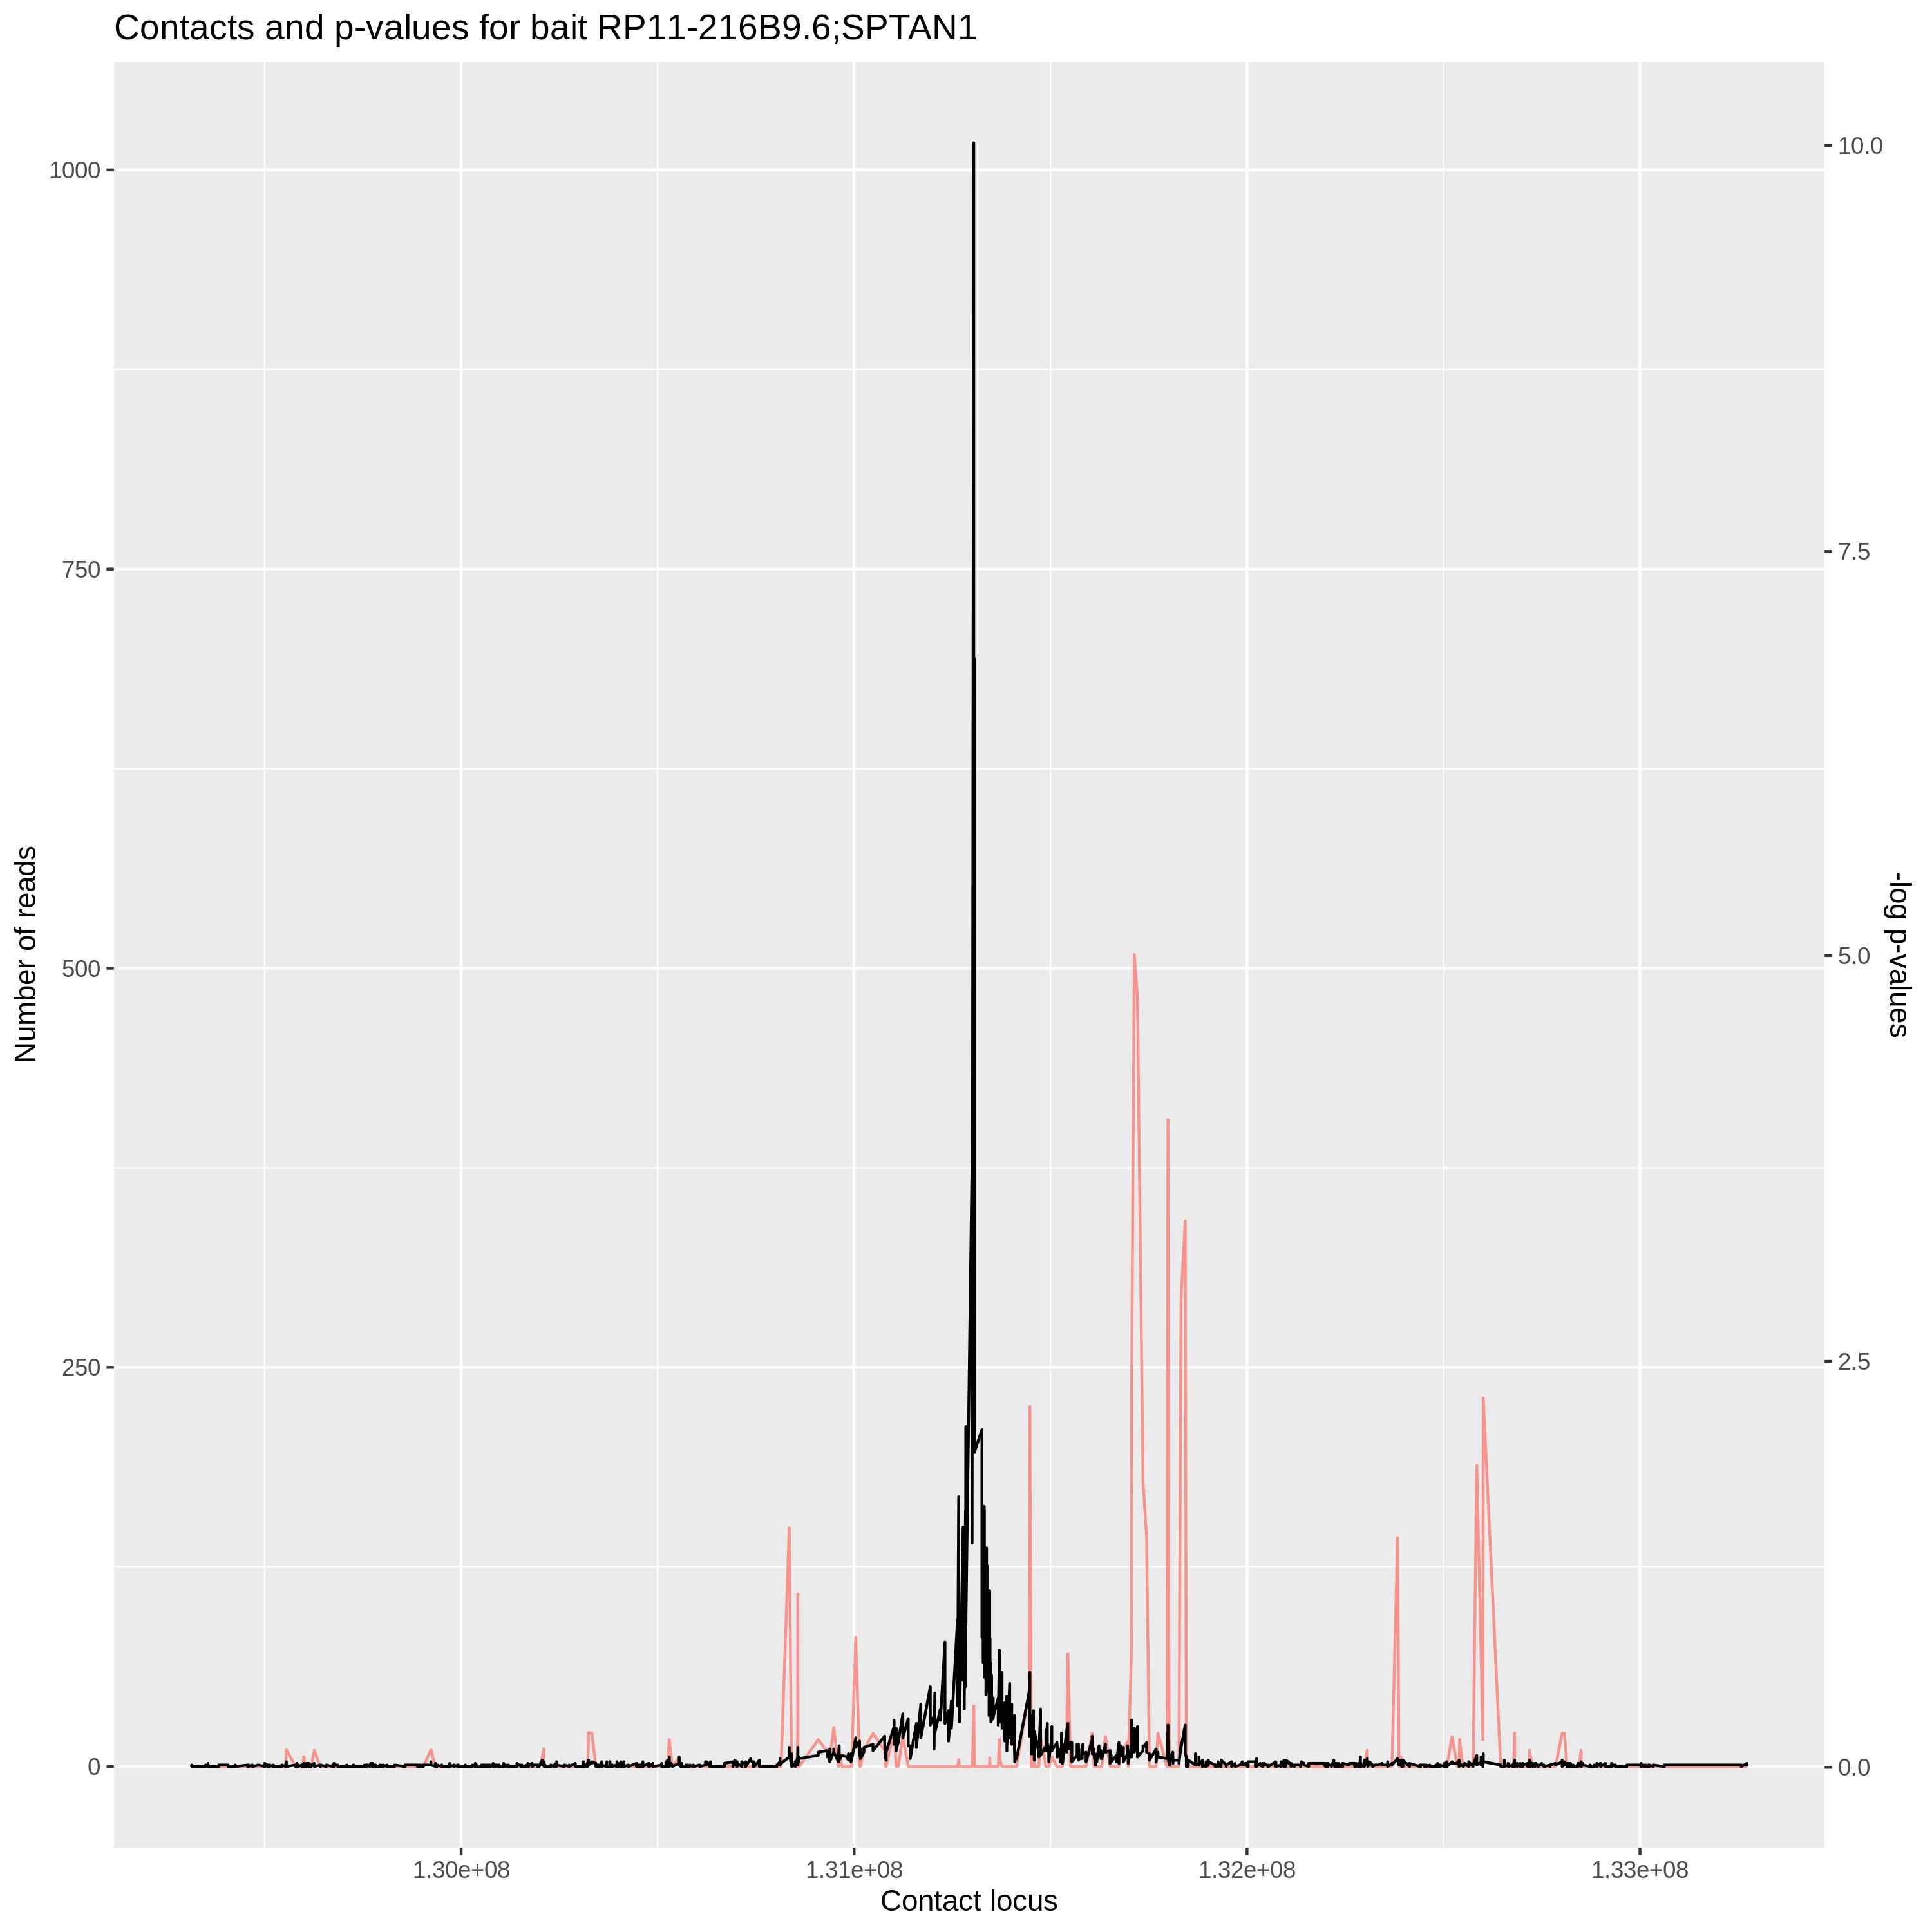 Contacts and p-values for bait RP11-216B9.6;SPTAN1
1000
750
500
250
0
Number of reads
10.0
7.5
5.0
2.5
0.0
-log p-values
1.30e+08
1.31e+08
1.32e+08
1.33e+08
Contact locus